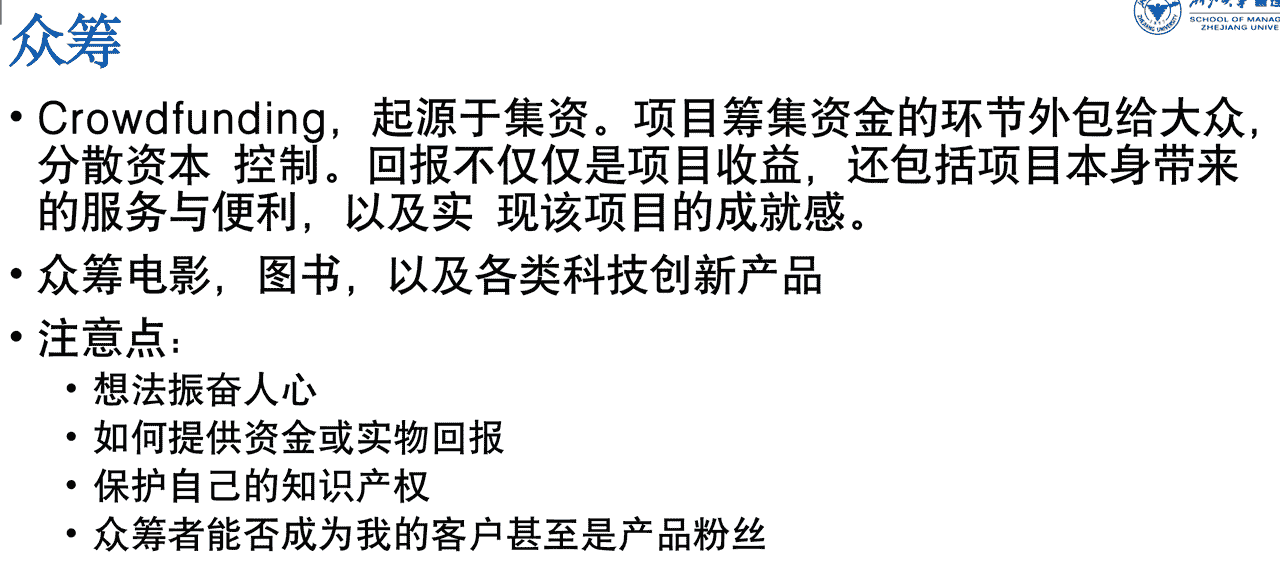 众筹
SCHOOL OF MANAG
ZHEJIANG UNIVE
ZHEJIANG UNIVERSITY
• Crowdfunding，起源于集资。项目筹集资金的环节外包给大众，
分散资本 控制。回报不仅仅是项目收益，还包括项目本身带来
的服务与便利，以及实 现该项目的成就感。
• 众筹电影，图书，以及各类科技创新产品
• 注意点：
• 想法振奋人心
• 如何提供资金或实物回报
• 保护自己的知识产权
• 众筹者能否成为我的客户甚至是产品粉丝